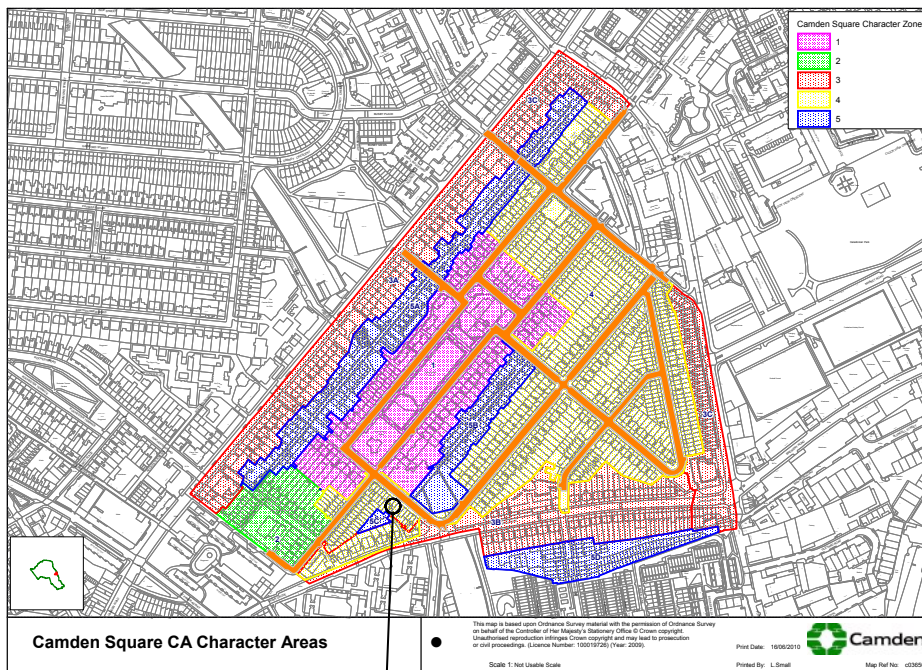 Camden Square Character Zone
1
2
3
4
5
3C
4
3C
5B
5C
3B
2
Camden Square CA Character Areas
This map is based upon Ordnance Survey material with the permission of Ordnance Survey
on behalf of the Controller of Her Majesty's Stationery Office © Crown copyright.
Unauthorised reproduction infringes Crown copyright and may lead to prosecution
or civil proceedings. (Licence Number: 100019726) (Year: 2009).
Scale 1: Not Usable Scale
Print Date: 16/06/2010
Printed By: L.Small
Camden
Map Ref No: